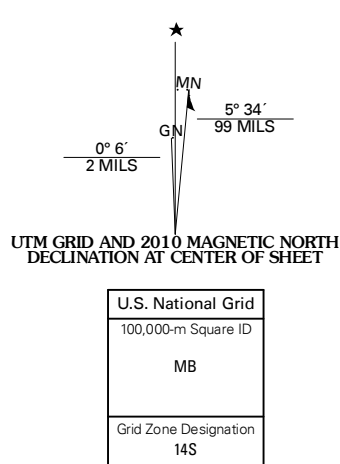 MN
5° 34´
99 MILS
GN
0° 6´
2 MILS
UTM GRID AND 2010 MAGNETIC NORTH
DECLINATION AT CENTER OF SHEET
U.S. National Grid
100,000-m Square ID
MB
Grid Zone Designation
14S